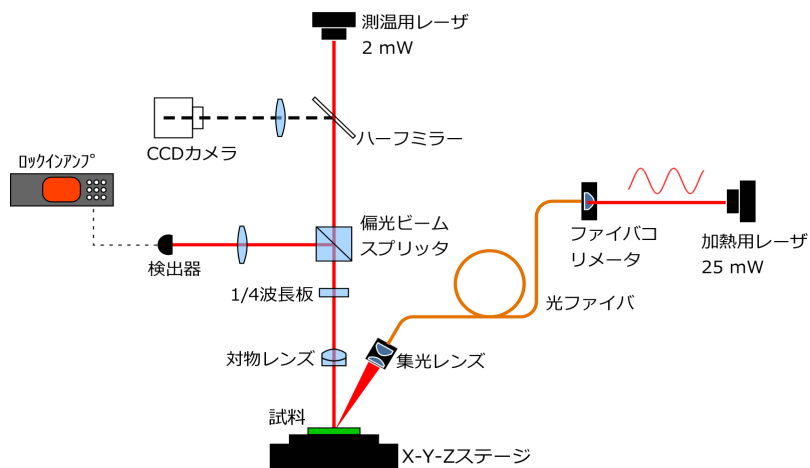 測温用レーザ
2 mW
ハーフミラー
CCDカメラ
ﾛｯｸｲﾝｱﾝﾌﾟ
偏光ビーム
スプリッタ
検出器
1/4波長板
ファイバコ
リメータ
加熱用レーザ
25 mW
光ファイバ
対物レンズ
集光レンズ
試料
X-Y-Zステージ